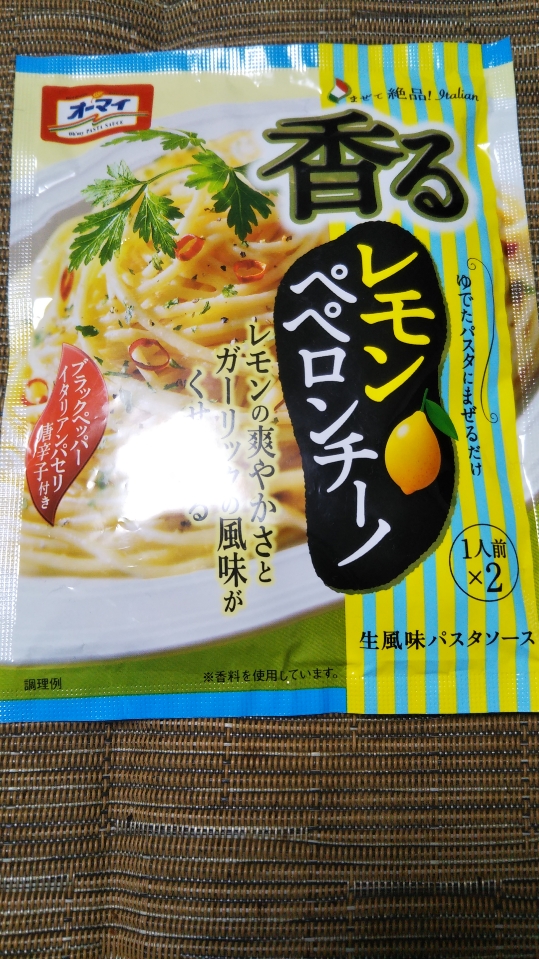 オーマイ
OH'MY PASTA SAUCE
まぜて絶品!Italian
香る
レモン
ペペロンチーノ
ゆでたパスタにまぜるだけ
レモンの爽やかさと
ガーリックの風味が
ブラックペッパー
イタリアンパセリ
唐辛子付き
1人前
×2
生風味パスタソース
※香料を使用しています。
調理例